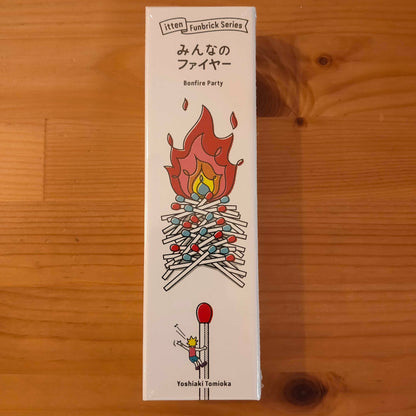 itten Funbrick Series
みんなの
ファイヤー
Bonfire Party
Yoshiaki Tomioka